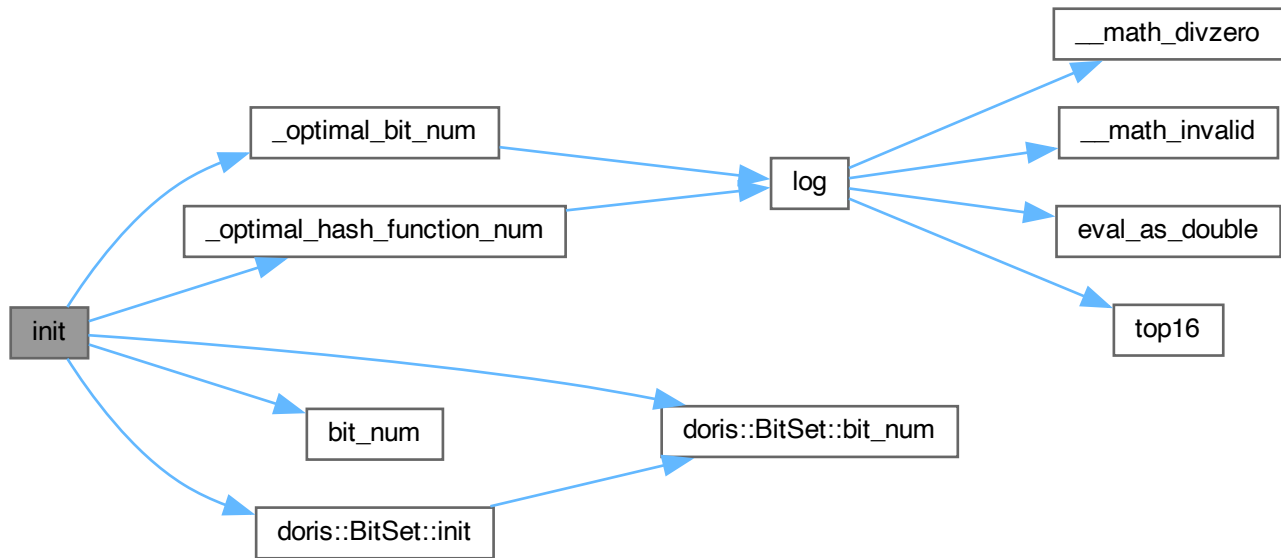 __math_divzero
_optimal_bit_num
__math_invalid
log
_optimal_hash_function_num
eval_as_double
init
top16
bit_num
doris::BitSet::bit_num
doris::BitSet::init